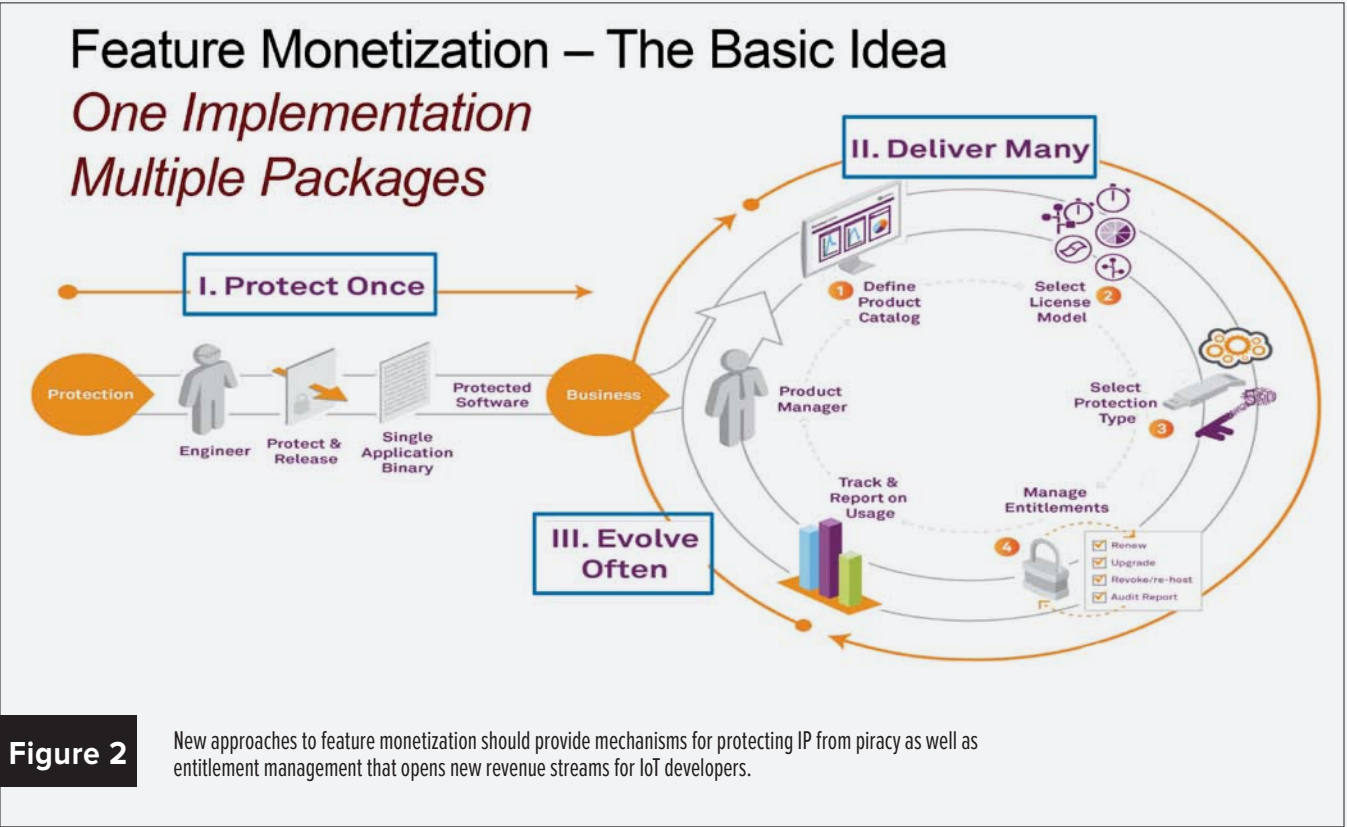 Feature Monetization – The Basic Idea
One Implementation
Multiple Packages
I. Protect Once
Protection
Engineer
Protect &
Release
Single
Application
Binary
Protected
Software
Business
II. Deliver Many
1 Define
Product
Catalog
Select
License
Model 2
Select
Protection
Type 3
Manage
Entitlements
4
Renew
Upgrade
Revoke/re-host
Audit Report
Track &
Report on
Usage
Product
Manager
III. Evolve
Often
Figure 2
New approaches to feature monetization should provide mechanisms for protecting IP from piracy as well as
entitlement management that opens new revenue streams for IoT developers.